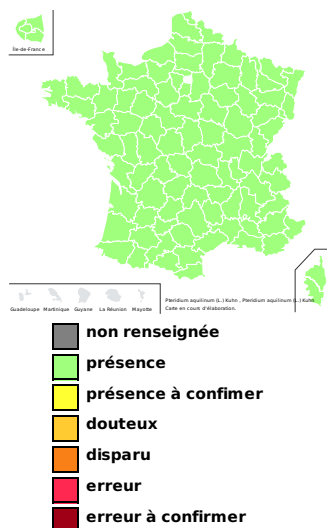 Île-de-France
Guadeloupe Martinique Guyane La Réunion Mayotte
Pteridium aquilinum (L.) Kuhn , Pteridium aquilinum (L.) Kuhn
Carte en cours d'élaboration.
non renseignée
présence
présence à confimer
douteux
disparu
erreur
erreur à confirmer